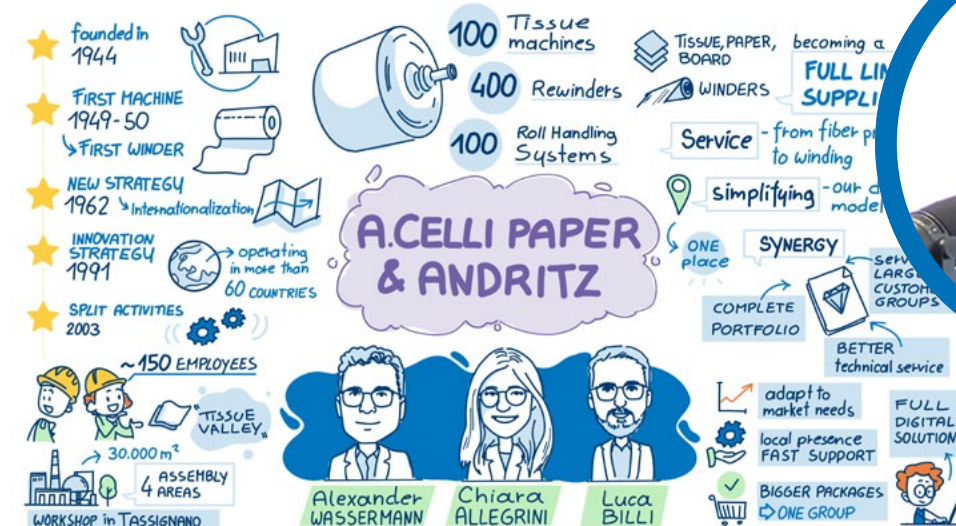 founded in
1944
FIRST MACHINE
1949-50
FIRST WINDER
NEW STRATEGY
1962
Internationalization
INNOVATION
STRATEGY
1991
operating
in more than
60 COUNTRIES
SPLIT ACTIVITIES
2003
~150 EMPLOYEES
"TISSUE
VALLEY"
30.000 m²
4 ASSEMBLY
AREAS
WORKSHOP in TASSIGNANO
100 Tissue
machines
400 Rewinders
100 Roll Handling
Systems
A.CELLI PAPER
& ANDRITZ
Alexander
WASSERMANN
Chiara
ALLEGRINI
Luca
BILLI
TISSUE, PAPER,
BOARD
WINDERS
becoming a
FULL
Service - from fiber
to winding
simplifying - our
ONE
place
SYNERGY
COMPLETE
PORTFOLIO
GROUPS
BETTER
technical service
adapt to
market needs
local presence
FAST SUPPORT
BIGGER PACKAGES
ONE GROUP
FULL
DIGITAL